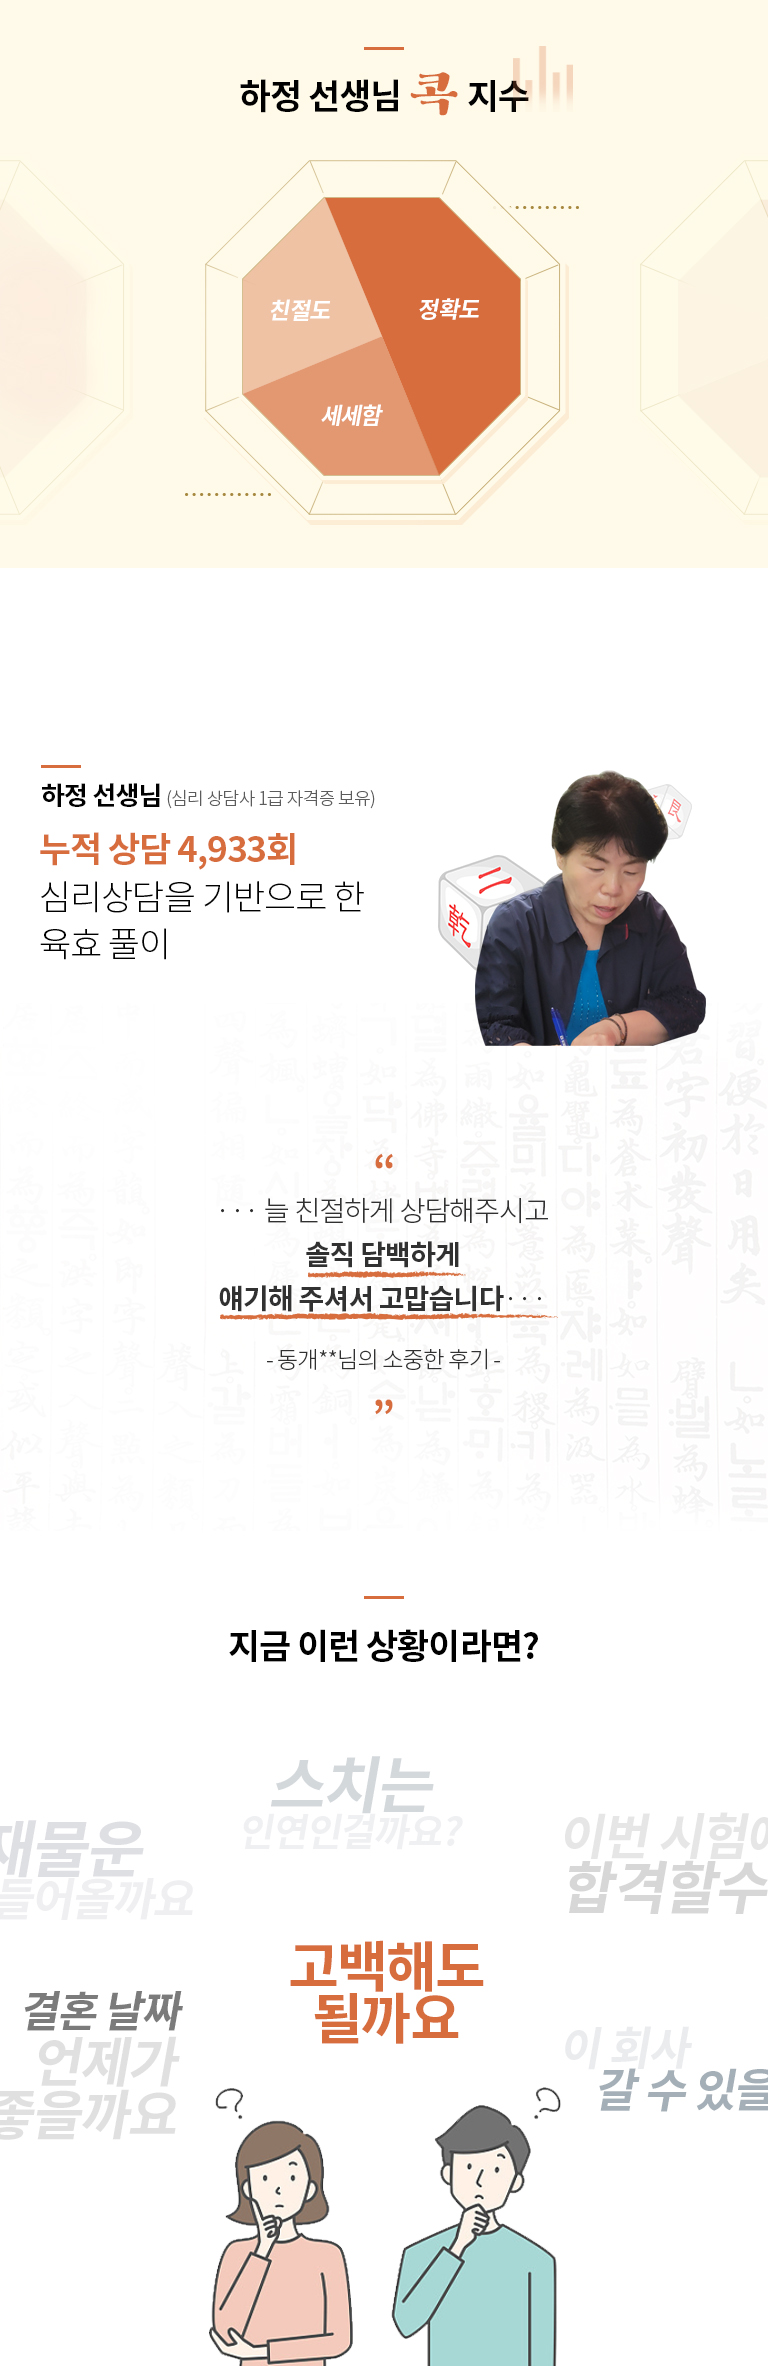 하정 선생님 콕 지수
친절도
정확도
세세함
하정 선생님 (심리 상담사 1급 자격증 보유)
누적 상담 4,933회
심리상담을 기반으로 한
육효 풀이
艮
二
乾
“
··· 늘 친절하게 상담해주시고
솔직 담백하게
얘기해 주셔서 고맙습니다···
- 동개**님의 소중한 후기 -
”
지금 이런 상황이라면?
스치는
인연인걸까요?
재물운
들어올까요
이번 시험에
합격할수
고백해도
될까요
결혼 날짜
언제가
좋을까요
이 회사
갈 수 있을